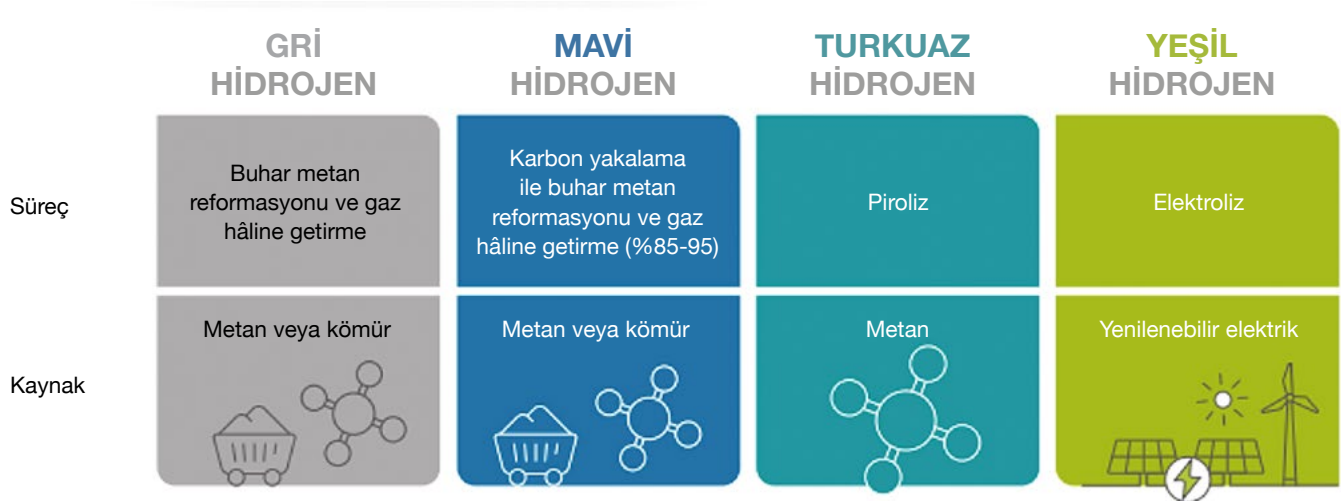 GRİ
HİDROJEN
MAVİ
HİDROJEN
TURKUAZ
HİDROJEN
YEŞİL
HİDROJEN
Süreç
Buhar metan
reformasyonu ve gaz
hâline getirme
Karbon yakalama
ile buhar metan
reformasyonu ve gaz
hâline getirme (%85-95)
Piroliz
Elektroliz
Kaynak
Metan veya kömür
Metan veya kömür
Metan
Yenilenebilir elektrik